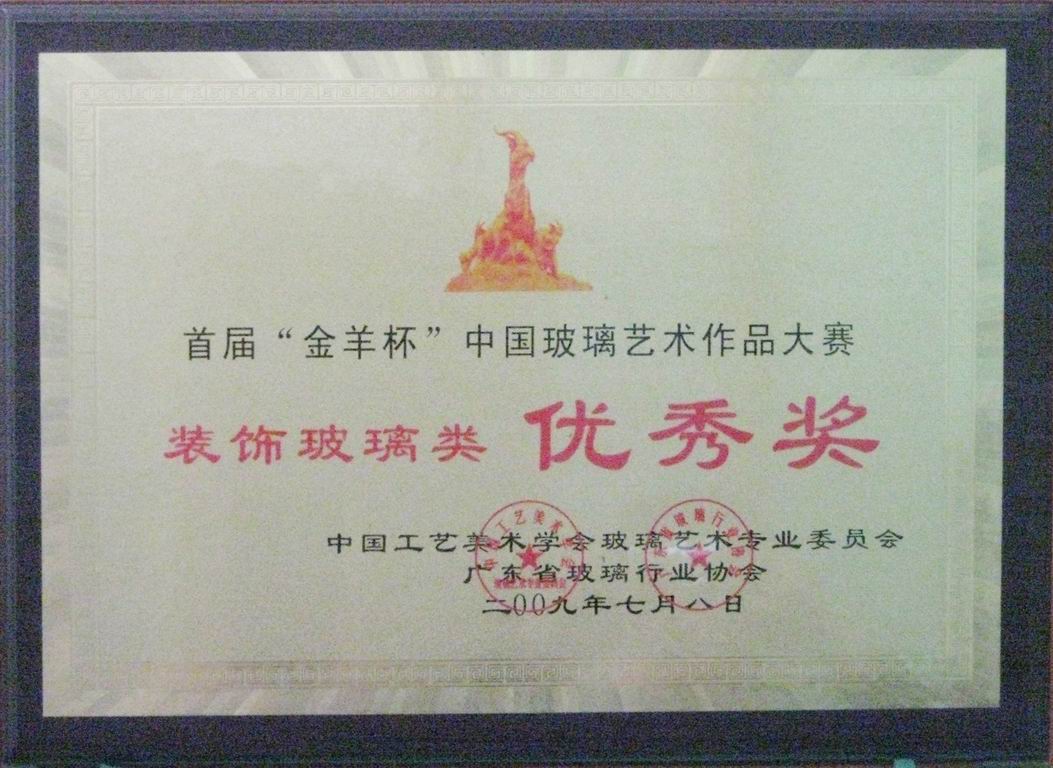 首届“金羊杯”中国玻璃艺术作品大赛
装饰玻璃类 优秀奖
中国工艺美术学会玻璃艺术专业委员会
广东省玻璃行业协会
二00九年七月八日